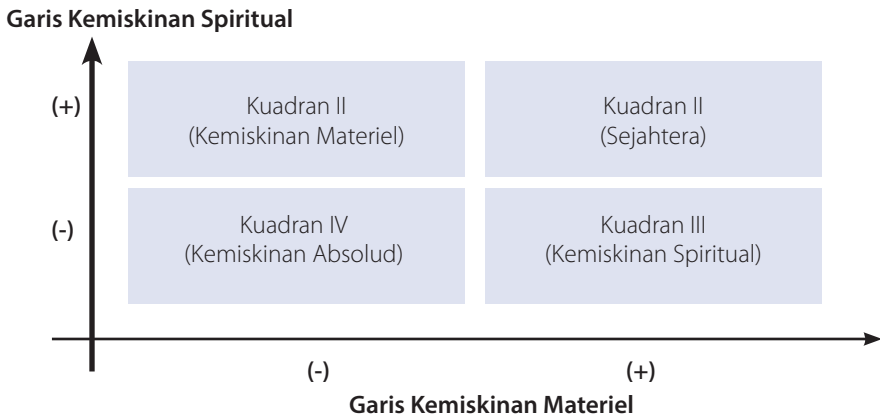 Garis Kemiskinan Spiritual
(+)
Kuadran II
(Kemiskinan Materiel)
Kuadran II
(Sejahtera)
(-)
Kuadran IV
(Kemiskinan Absolud)
Kuadran III
(Kemiskinan Spiritual)
(-)
(+)
Garis Kemiskinan Materiel